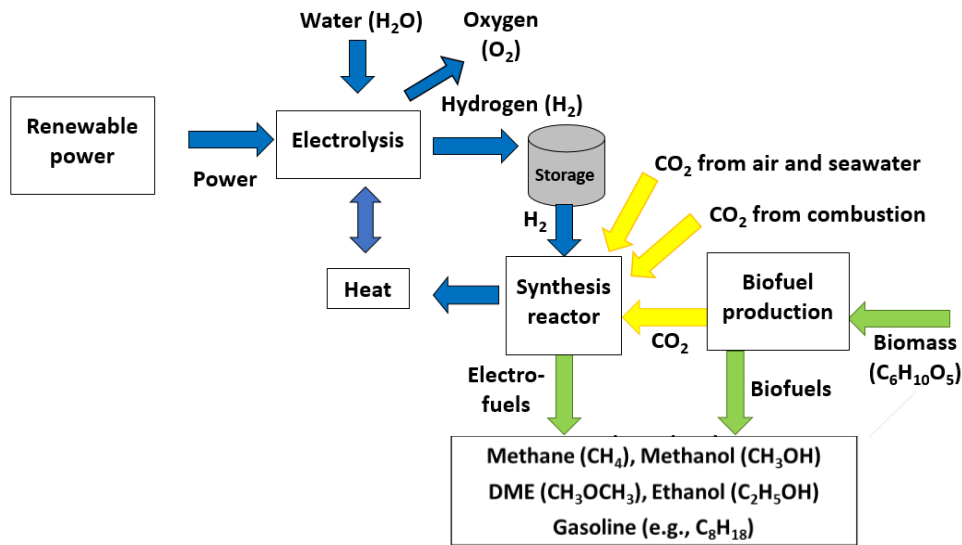 Water (H₂O)
Oxygen
(O₂)
Renewable
power
Power
Electrolysis
Hydrogen (H₂)
Storage
CO₂ from air and seawater
CO₂ from combustion
H₂
Heat
Synthesis
reactor
CO₂
Biofuel
production
Biomass
(C₆H₁₀O₅)
Electro-
fuels
Biofuels
Methane (CH₄), Methanol (CH₃OH)
DME (CH₃OCH₃), Ethanol (C₂H₅OH)
Gasoline (e.g., C₈H₁₈)